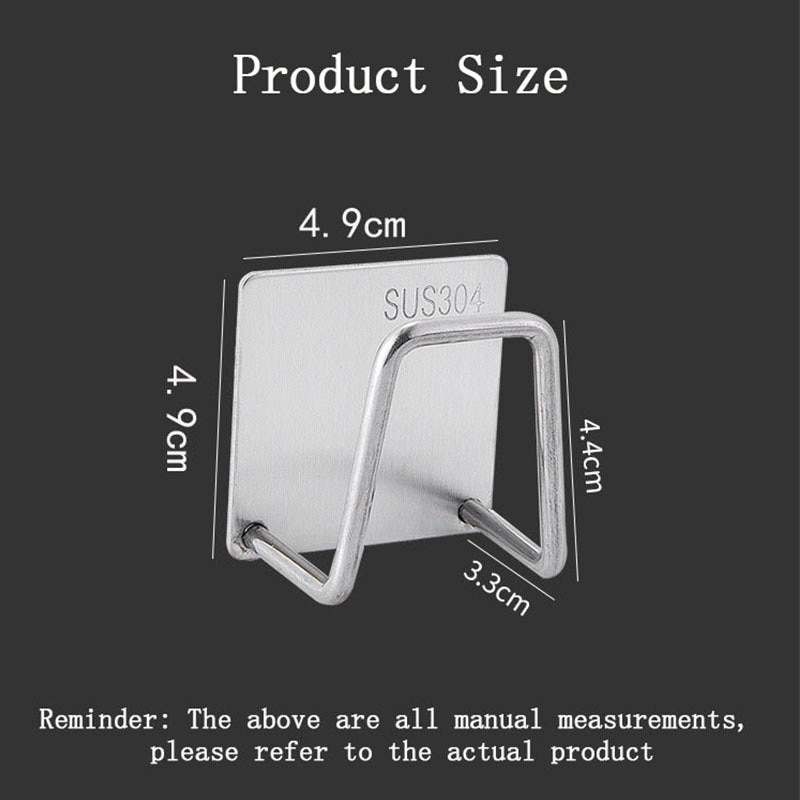 Product Size
4.9cm
SUS304
4.9cm
4.4cm
3.3cm
Reminder: The above are all manual measurements,
please refer to the actual product